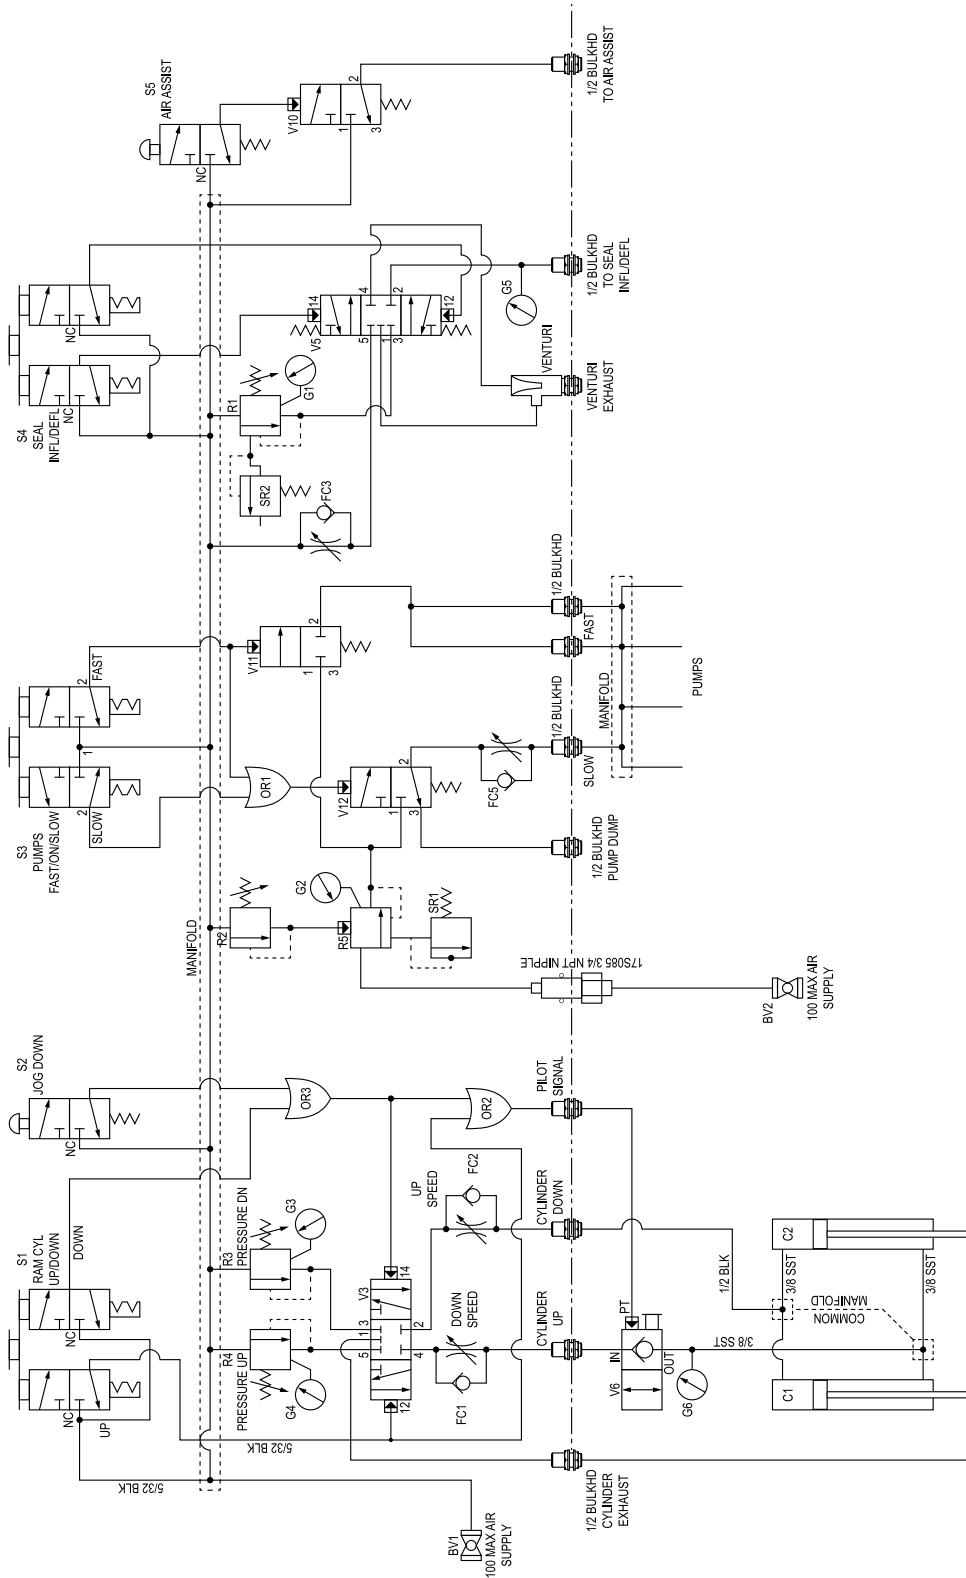 S1
RAM CYL
UP/DOWN
NC
UP
NC
DOWN
S2
JOG DOWN
NC
S3
PUMPS
FAST/ON/SLOW
2
SLOW
1
2
FAST
S4
SEAL
INFL/DEFL
NC
NC
S5
AIR ASSIST
NC
5/32 BLK
MANIFOLD
5/32 BLK
R4
PRESSURE UP
G4
R3
PRESSURE DN
G3
OR3
R2
G2
R5
SR1
OR1
V11
1
2
3
V12
1
2
3
SR2
R1
G1
FC3
V5
14
5
4
1
3
2
12
V10
1
2
3
12
5
1
3
V3
14
4
2
FC1
DOWN
SPEED
UP
SPEED
FC2
OR2
FC5
VENTURI
G5
BV1
100 MAX AIR
SUPPLY
1/2 BULKHD
CYLINDER
EXHAUST
CYLINDER
UP
CYLINDER
DOWN
PILOT
SIGNAL
17S085 3/4 NPT NIPPLE
1/2 BULKHD
PUMP DUMP
1/2 BULKHD
SLOW
1/2 BULKHD
FAST
VENTURI
EXHAUST
1/2 BULKHD
TO SEAL
INFL/DEFL
1/2 BULKHD
TO AIR ASSIST
V6
IN
OUT
PT
G6
3/8 SST
1/2 BLK
BV2
100 MAX AIR
SUPPLY
MANIFOLD
PUMPS
C1
3/8 SST
COMMON
MANIFOLD
C2
3/8 SST